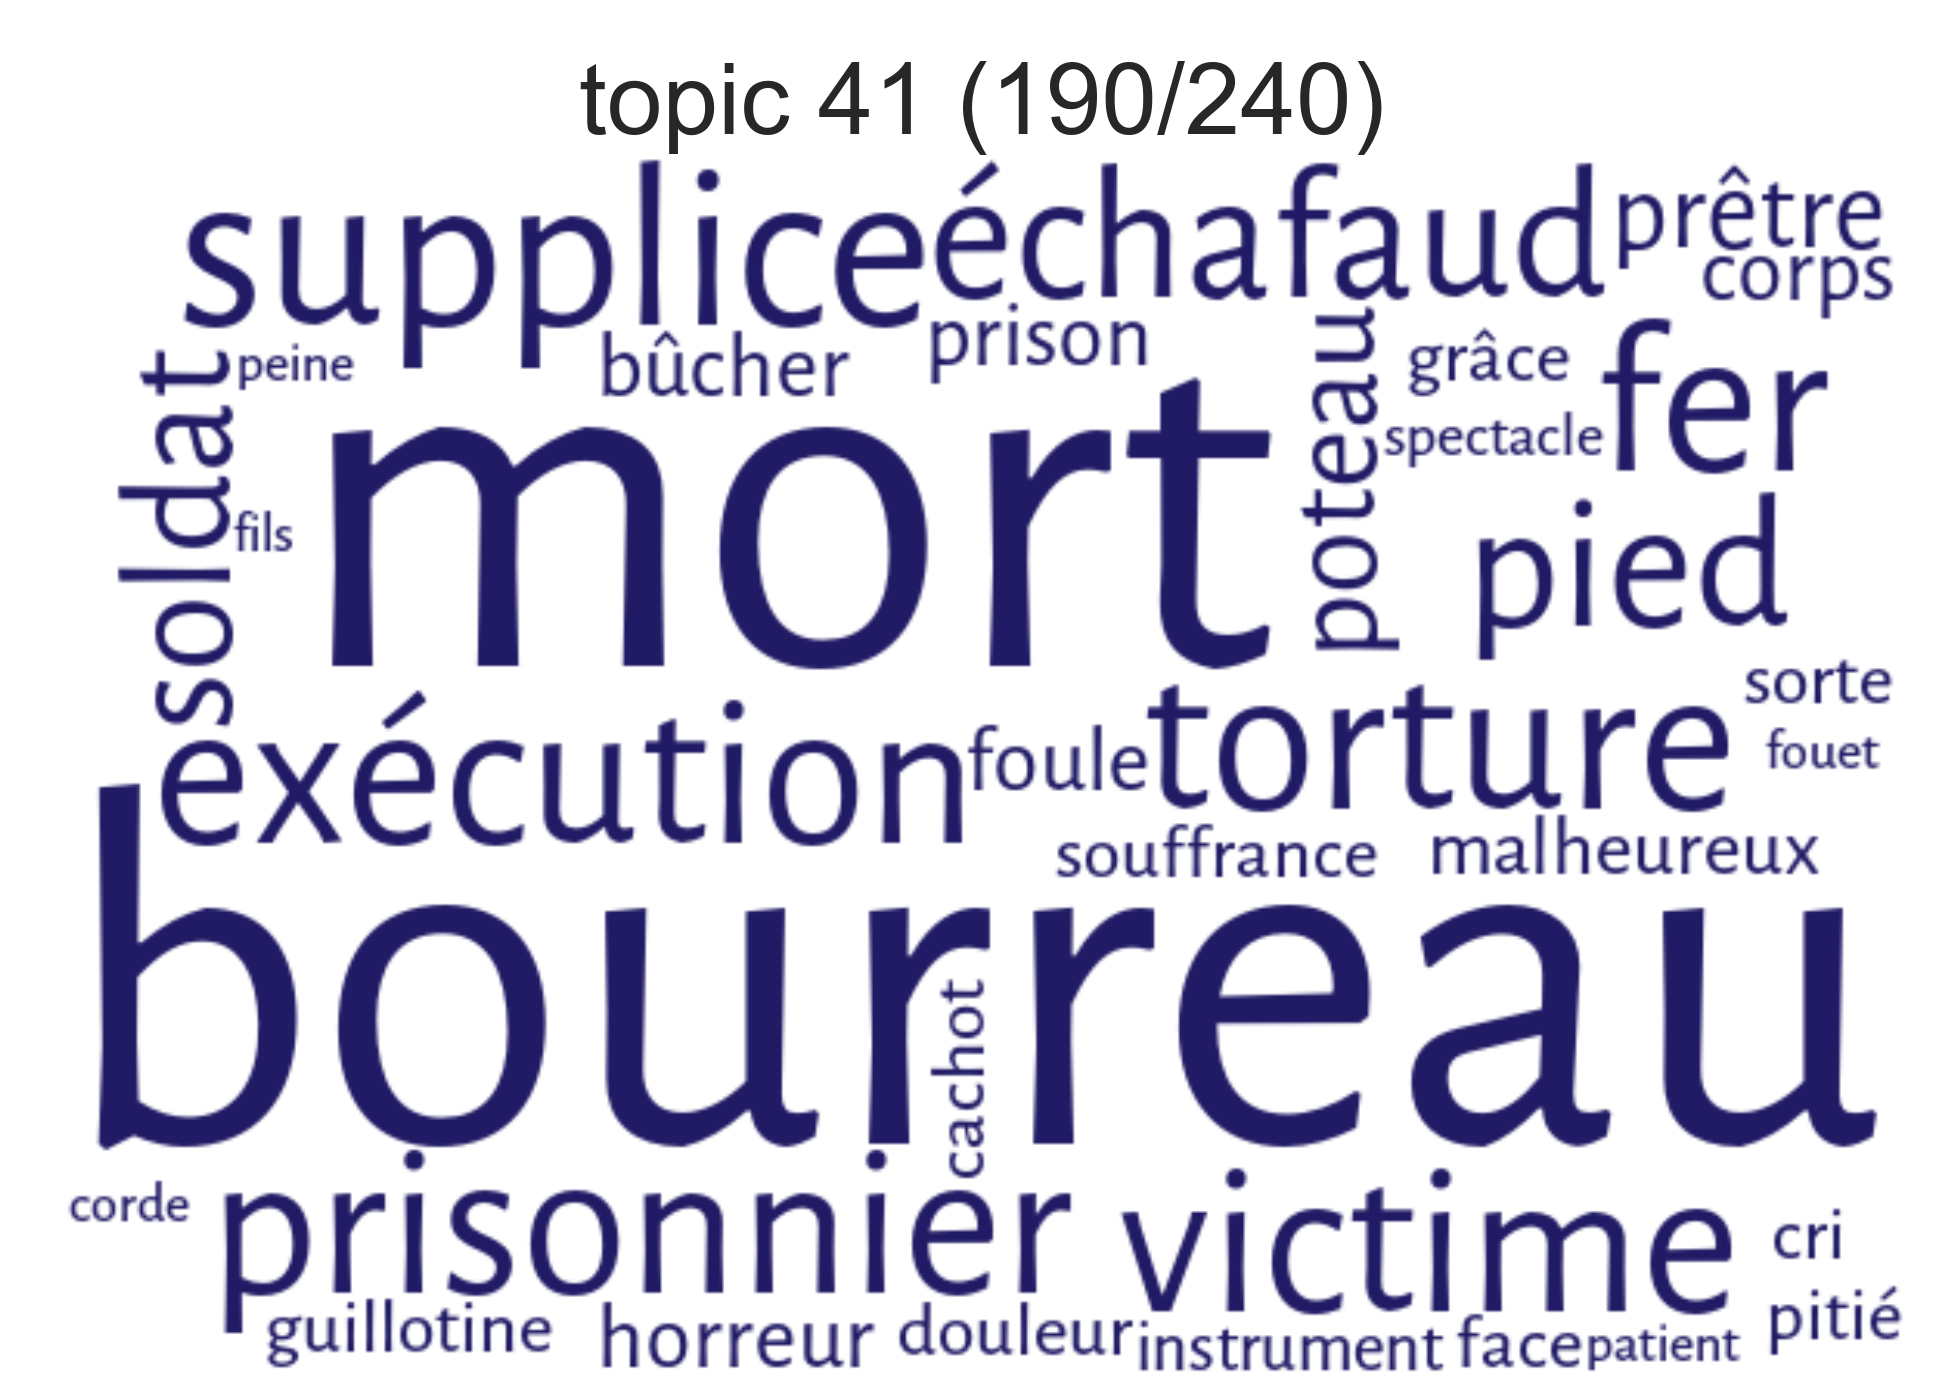 topic 41 (190/240)
supplice échafaud prêtre
corps
peine bûcher prison grâce fer
soldat poteau spectacle
fils mort pied
sorte
exécution foule torture fouet
souffrance malheureux
bourreau
cachot
corde prisonnier victime cri
guillotine horreur douleur instrument face patient pitié